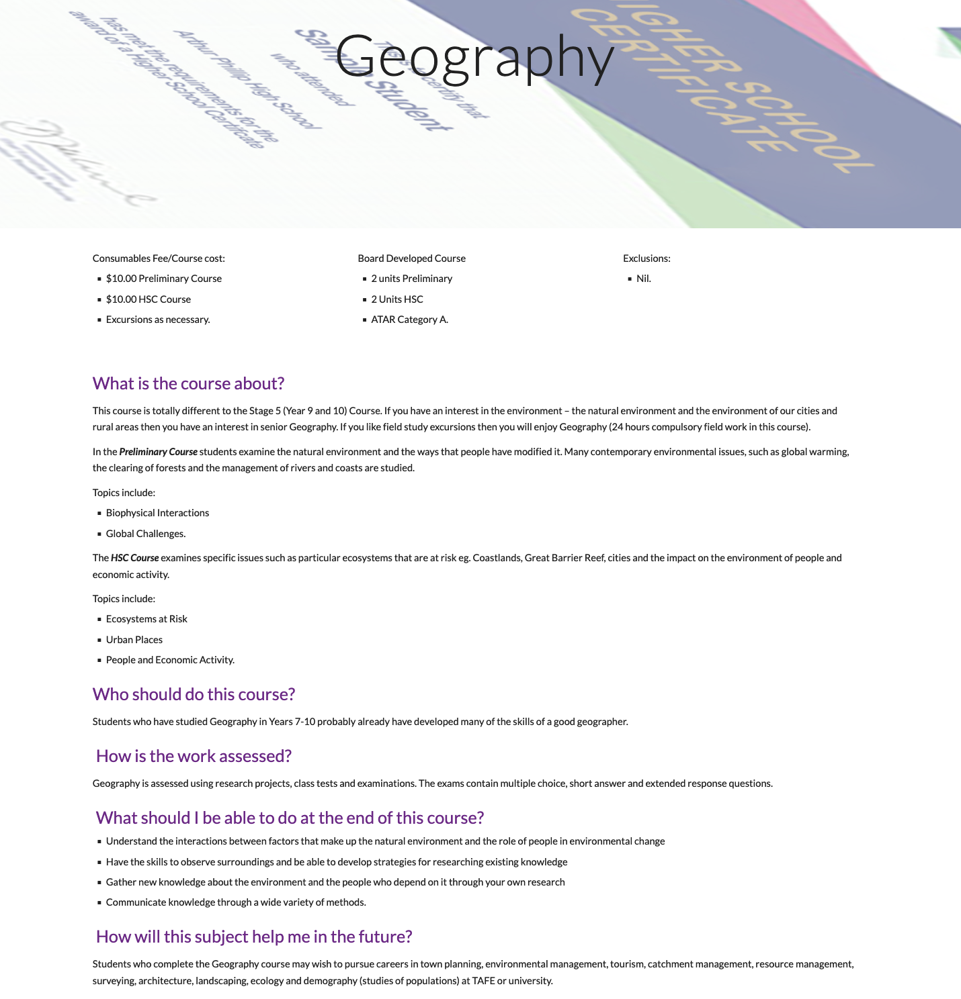 Geography
This is to certify that
Sample Student
who attended
Arthur Phillip High School
has met the requirements for the
award of a Higher School Certifcate
HIGHER SCHOOL
CERTIFICATE
Consumables Fee/Course cost:
$10.00 Preliminary Course
$10.00 HSC Course
Excursions as necessary.
Board Developed Course
2 units Preliminary
2 Units HSC
ATAR Category A.
Exclusions:
Nil.
What is the course about?
This course is totally different to the Stage 5 (Year 9 and 10) Course. If you have an interest in the environment – the natural environment and the environment of our cities and
rural areas then you have an interest in senior Geography. If you like field study excursions then you will enjoy Geography (24 hours compulsory field work in this course).
In the Preliminary Course students examine the natural environment and the ways that people have modified it. Many contemporary environmental issues, such as global warming,
the clearing of forests and the management of rivers and coasts are studied.
Topics include:
Biophysical Interactions
Global Challenges.
The HSC Course examines specific issues such as particular ecosystems that are at risk eg. Coastlands, Great Barrier Reef, cities and the impact on the environment of people and
economic activity.
Topics include:
Ecosystems at Risk
Urban Places
People and Economic Activity.
Who should do this course?
Students who have studied Geography in Years 7-10 probably already have developed many of the skills of a good geographer.
How is the work assessed?
Geography is assessed using research projects, class tests and examinations. The exams contain multiple choice, short answer and extended response questions.
What should I be able to do at the end of this course?
Understand the interactions between factors that make up the natural environment and the role of people in environmental change
Have the skills to observe surroundings and be able to develop strategies for researching existing knowledge
Gather new knowledge about the environment and the people who depend on it through your own research
Communicate knowledge through a wide variety of methods.
How will this subject help me in the future?
Students who complete the Geography course may wish to pursue careers in town planning, environmental management, tourism, catchment management, resource management,
surveying, architecture, landscaping, ecology and demography (studies of populations) at TAFE or university.